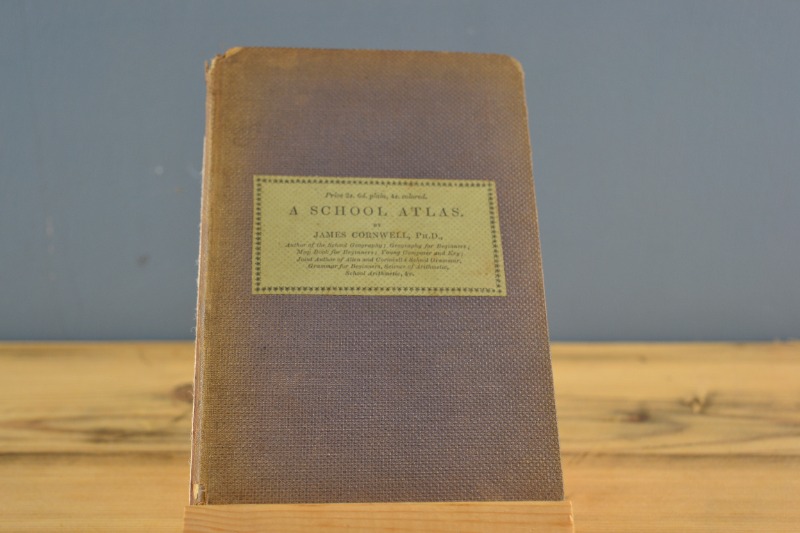 Price 2s. 6d. plain, 4s. colored.
A SCHOOL ATLAS.
BY
JAMES CORNWELL, PH.D.,
Author of the School Geography; Geography for Beginners;
Map Book for Beginners; Young Composer and Key;
Joint Author of Allen and Cornwell's School Grammar,
Grammar for Beginners, Science of Arithmetic,
School Arithmetic, &c.